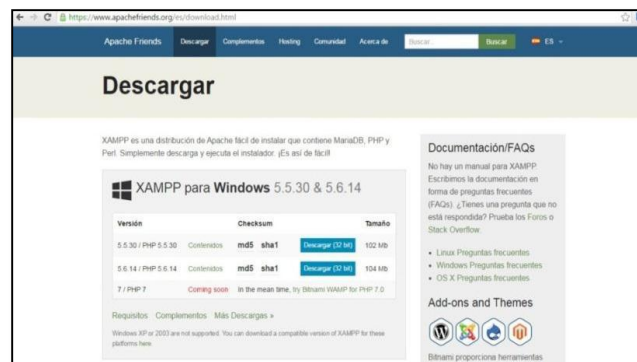 https://www.apachefriends.org/es/download.html
Apache Friends Descargar Complementos Hosting Comunidad Acerca de Buscar... Buscar ES
Descargar
XAMPP es una distribución de Apache fácil de instalar que contiene MariaDB, PHP y
Perl. Simplemente descarga y ejecuta el instalador. ¡Es así de fácil!
XAMPP para Windows 5.5.30 & 5.6.14
Versión Checksum Tamaño
5.5.30 / PHP 5.5.30 Contenidos md5 sha1 Descargar (32 bit) 102 Mb
5.6.14 / PHP 5.6.14 Contenidos md5 sha1 Descargar (32 bit) 104 Mb
7 / PHP 7 Coming soon In the mean time, try Bitnami WAMP for PHP 7.0
Requisitos Complementos Más Descargas »
Windows XP or 2003 are not supported. You can download a compatible version of XAMPP for these
platforms here.
Documentación/FAQs
No hay un manual para XAMPP.
Escribimos la documentación en
forma de preguntas frecuentes
(FAQs). ¿Tienes una pregunta que no
está respondida? Prueba los Foros o
Stack Overflow.
Linux Preguntas frecuentes
Windows Preguntas frecuentes
OS X Preguntas frecuentes
Add-ons and Themes
Bitnami proporciona herramientas